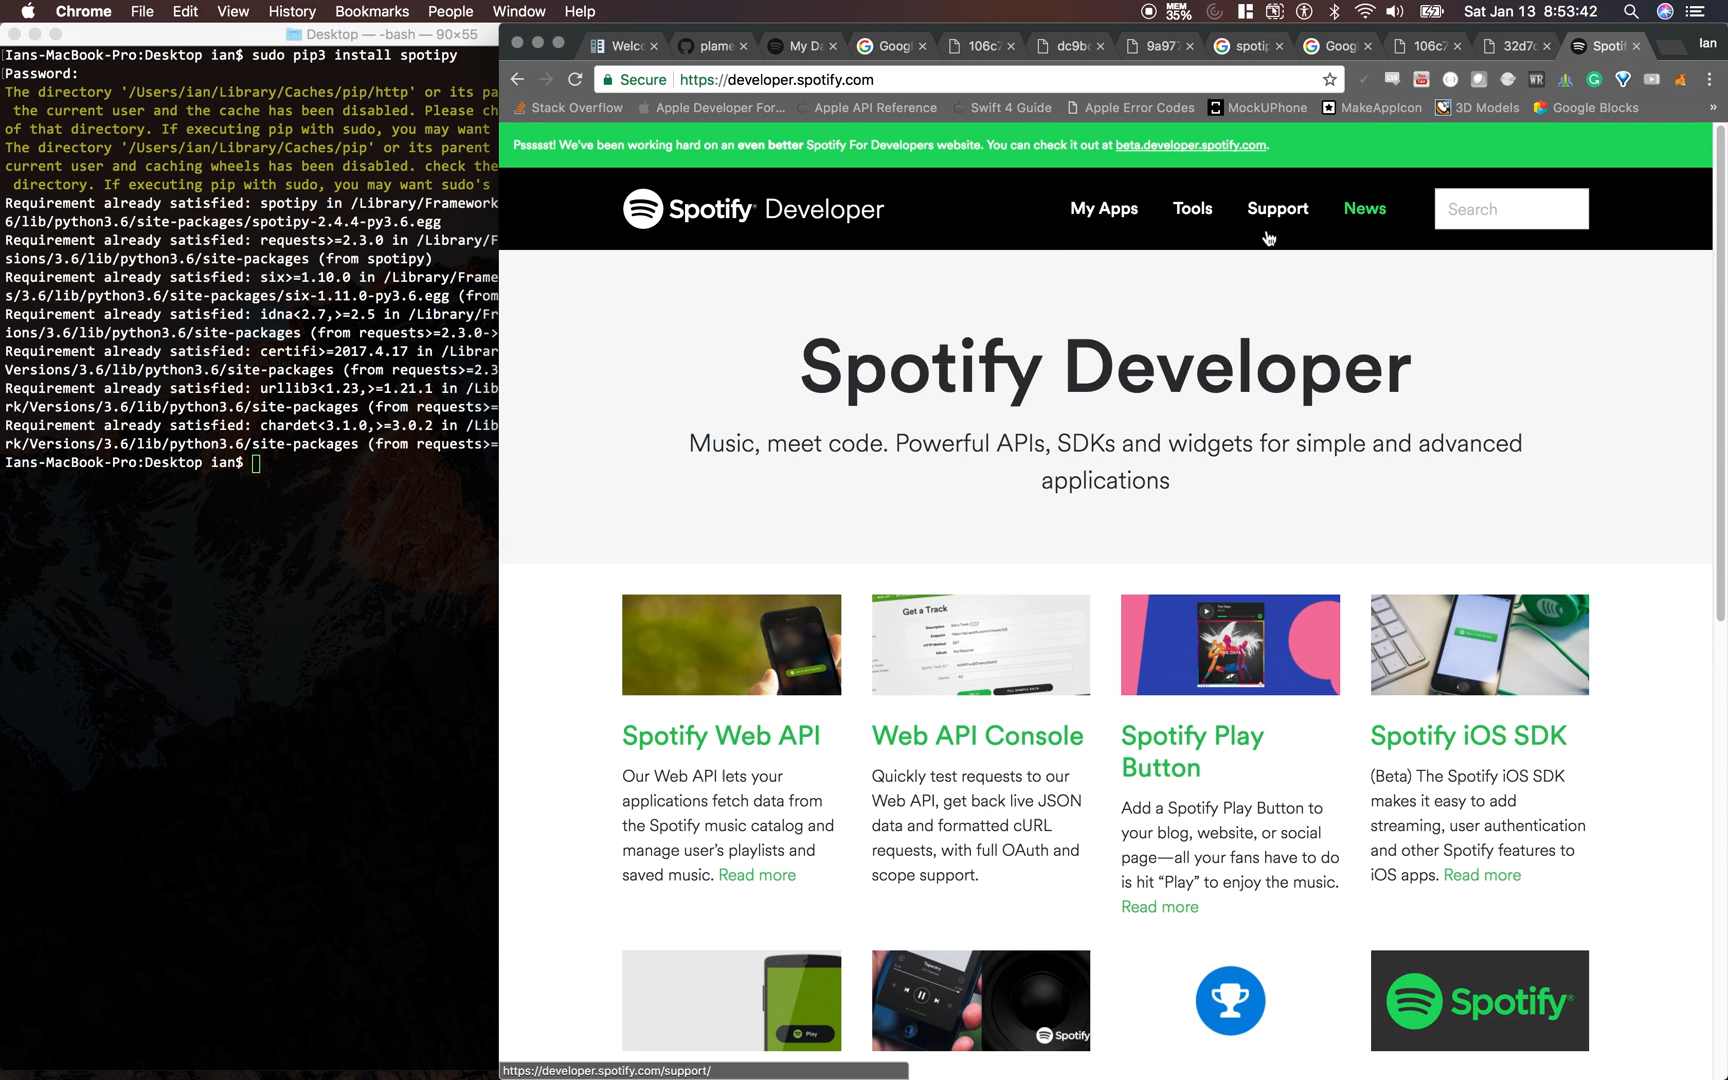 Chrome File Edit View History Bookmarks People Window Help
MEM 35%
Sat Jan 13 8:53:42
Desktop — -bash — 90×55
Ians-MacBook-Pro:Desktop ian$ sudo pip3 install spotipy
Password:
The directory '/Users/ian/Library/Caches/pip/http' or its pa
the current user and the cache has been disabled. Please ch
of that directory. If executing pip with sudo, you may want
The directory '/Users/ian/Library/Caches/pip' or its parent
current user and caching wheels has been disabled. check the
directory. If executing pip with sudo, you may want sudo's
Requirement already satisfied: spotipy in /Library/Framework
6/lib/python3.6/site-packages/spotipy-2.4.4-py3.6.egg
Requirement already satisfied: requests>=2.3.0 in /Library/F
sions/3.6/lib/python3.6/site-packages (from spotipy)
Requirement already satisfied: six>=1.10.0 in /Library/Frame
s/3.6/lib/python3.6/site-packages/six-1.11.0-py3.6.egg (from
Requirement already satisfied: idna<2.7,>=2.5 in /Library/Fr
ions/3.6/lib/python3.6/site-packages (from requests>=2.3.0->
Requirement already satisfied: certifi>=2017.4.17 in /Librar
Versions/3.6/lib/python3.6/site-packages (from requests>=2.3
Requirement already satisfied: urllib3<1.23,>=1.21.1 in /Lib
rk/Versions/3.6/lib/python3.6/site-packages (from requests>=
Requirement already satisfied: chardet<3.1.0,>=3.0.2 in /Lib
rk/Versions/3.6/lib/python3.6/site-packages (from requests>=
Ians-MacBook-Pro:Desktop ian$
Welc plame My Da Googl 106c7 dc9bc 9a977 spotip Googl 106c7 32d7c Spotif Ian
Secure https://developer.spotify.com
Stack Overflow Apple Developer For... Apple API Reference Swift 4 Guide Apple Error Codes MockUPhone MakeAppIcon 3D Models Google Blocks »
Psssst! We've been working hard on an even better Spotify For Developers website. You can check it out at beta.developer.spotify.com.
Spotify Developer
My Apps Tools Support News Search
Spotify Developer
Music, meet code. Powerful APIs, SDKs and widgets for simple and advanced
applications
Get a Track
Spotify Web API
Our Web API lets your
applications fetch data from
the Spotify music catalog and
manage user's playlists and
saved music. Read more
Web API Console
Quickly test requests to our
Web API, get back live JSON
data and formatted cURL
requests, with full OAuth and
scope support.
Spotify Play
Button
Add a Spotify Play Button to
your blog, website, or social
page—all your fans have to do
is hit “Play” to enjoy the music.
Read more
Spotify iOS SDK
(Beta) The Spotify iOS SDK
makes it easy to add
streaming, user authentication
and other Spotify features to
iOS apps. Read more
Play
Spotify
Spotify
https://developer.spotify.com/support/